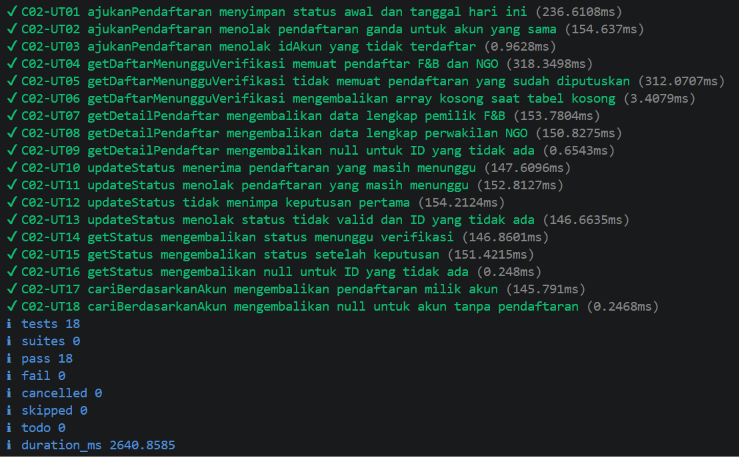 ✓ C02-UT01 ajukanPendaftaran menyimpan status awal dan tanggal hari ini (236.6108ms)
✓ C02-UT02 ajukanPendaftaran menolak pendaftaran ganda untuk akun yang sama (154.637ms)
✓ C02-UT03 ajukanPendaftaran menolak idAkun yang tidak terdaftar (0.9628ms)
✓ C02-UT04 getDaftarMenungguVerifikasi memuat pendaftar F&B dan NGO (318.3498ms)
✓ C02-UT05 getDaftarMenungguVerifikasi tidak memuat pendaftaran yang sudah diputuskan (312.0707ms)
✓ C02-UT06 getDaftarMenungguVerifikasi mengembalikan array kosong saat tabel kosong (3.4079ms)
✓ C02-UT07 getDetailPendaftar mengembalikan data lengkap pemilik F&B (153.7804ms)
✓ C02-UT08 getDetailPendaftar mengembalikan data lengkap perwakilan NGO (150.8275ms)
✓ C02-UT09 getDetailPendaftar mengembalikan null untuk ID yang tidak ada (0.6543ms)
✓ C02-UT10 updateStatus menerima pendaftaran yang masih menunggu (147.6096ms)
✓ C02-UT11 updateStatus menolak pendaftaran yang masih menunggu (152.8127ms)
✓ C02-UT12 updateStatus tidak menimpa keputusan pertama (154.2124ms)
✓ C02-UT13 updateStatus menolak status tidak valid dan ID yang tidak ada (146.6635ms)
✓ C02-UT14 getStatus mengembalikan status menunggu verifikasi (146.8601ms)
✓ C02-UT15 getStatus mengembalikan status setelah keputusan (151.4215ms)
✓ C02-UT16 getStatus mengembalikan null untuk ID yang tidak ada (0.248ms)
✓ C02-UT17 cariBerdasarkanAkun mengembalikan pendaftaran milik akun (145.791ms)
✓ C02-UT18 cariBerdasarkanAkun mengembalikan null untuk akun tanpa pendaftaran (0.2468ms)
ℹ tests 18
ℹ suites 0
ℹ pass 18
ℹ fail 0
ℹ cancelled 0
ℹ skipped 0
ℹ todo 0
ℹ duration_ms 2640.8585